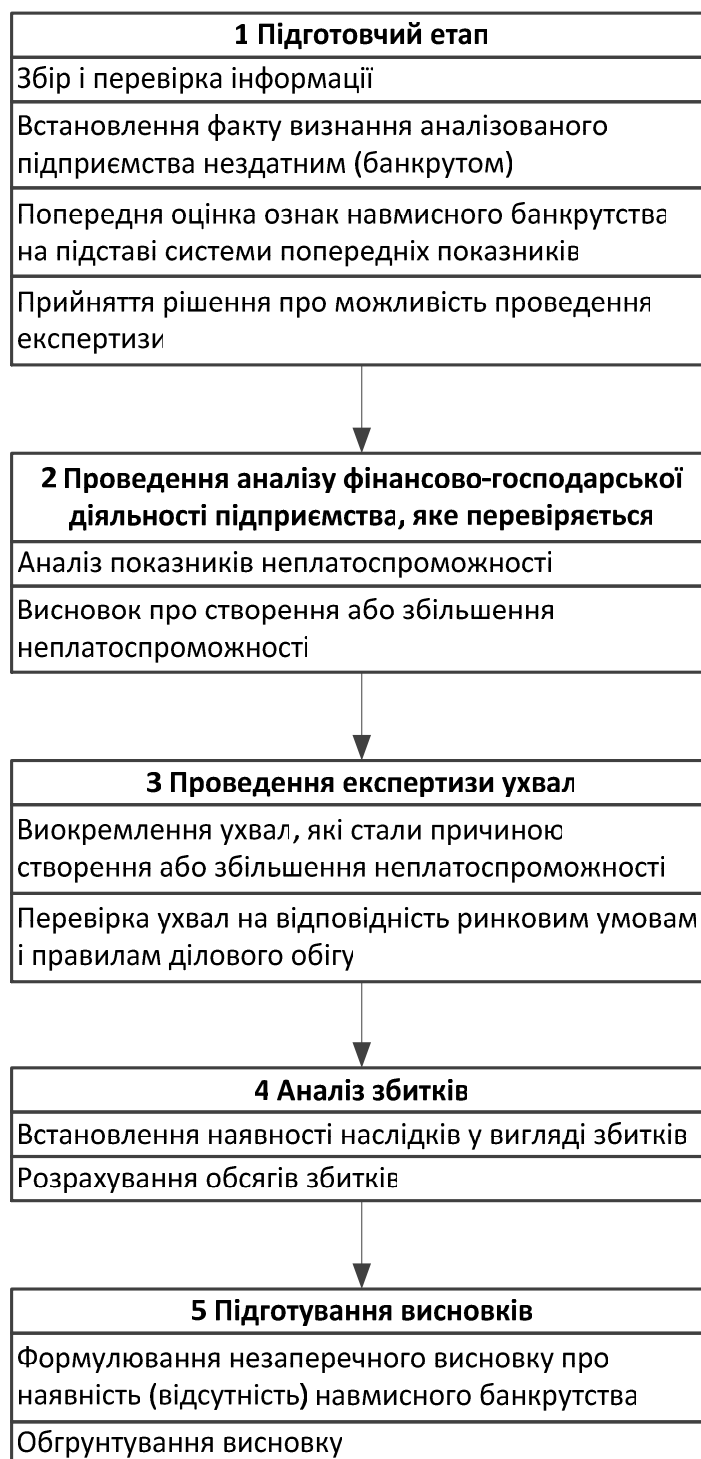 1 Підготовчий етап
Збір і перевірка інформації
Встановлення факту визнання аналізованого
підприємства нездатним (банкрутом)
Попередня оцінка ознак навмисного банкрутства
на підставі системи попередніх показників
Прийняття рішення про можливість проведення
експертизи
2 Проведення аналізу фінансово-господарської
діяльності підприємства, яке перевіряється
Аналіз показників неплатоспроможності
Висновок про створення або збільшення
неплатоспроможності
3 Проведення експертизи ухвал
Виокремлення ухвал, які стали причиною
створення або збільшення неплатоспроможності
Перевірка ухвал на відповідність ринковим умовам
і правилам ділового обігу
4 Аналіз збитків
Встановлення наявності наслідків у вигляді збитків
Розрахування обсягів збитків
5 Підготування висновків
Формулювання незаперечного висновку про
наявність (відсутність) навмисного банкрутства
Обгрунтування висновку